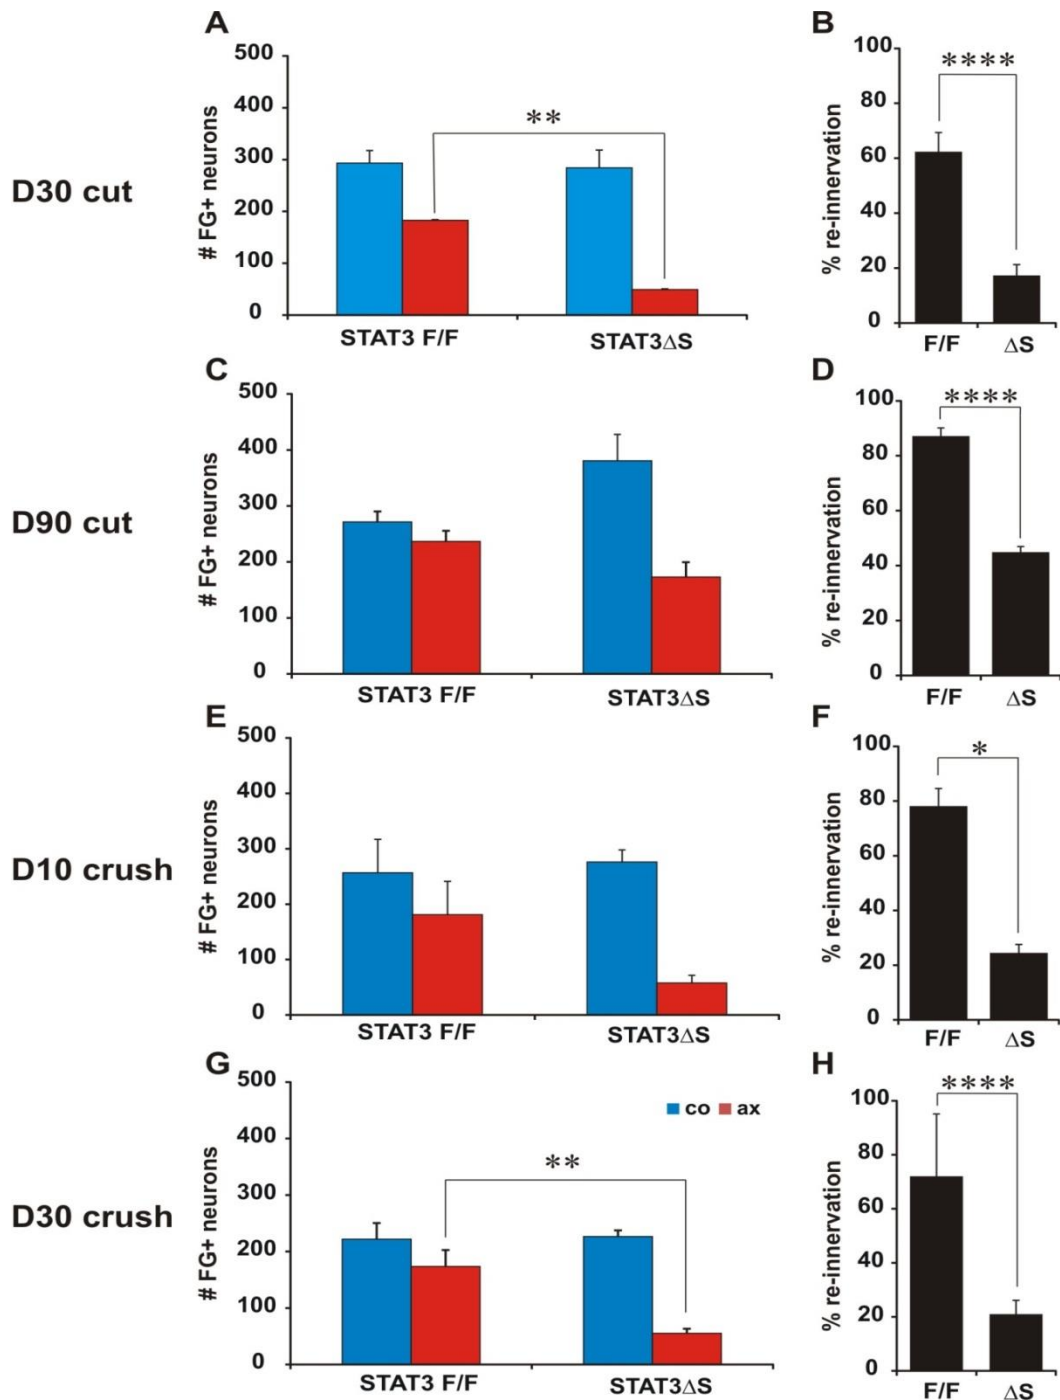 A
B
500
400
300
200
100
0
# FG+ neurons
**
STAT3 F/F
STAT3ΔS
D30 cut
100
80
60
40
20
0
% re-innervation
****
F/F
ΔS
C
D
500
400
300
200
100
0
# FG+ neurons
STAT3 F/F
STAT3ΔS
D90 cut
100
80
60
40
20
0
% re-innervation
****
F/F
ΔS
E
F
500
400
300
200
100
0
# FG+ neurons
STAT3 F/F
STAT3ΔS
D10 crush
100
80
60
40
20
0
% re-innervation
*
F/F
ΔS
G
H
500
400
300
200
100
0
# FG+ neurons
co ax
**
STAT3 F/F
STAT3ΔS
D30 crush
100
80
60
40
20
0
% re-innervation
****
F/F
ΔS